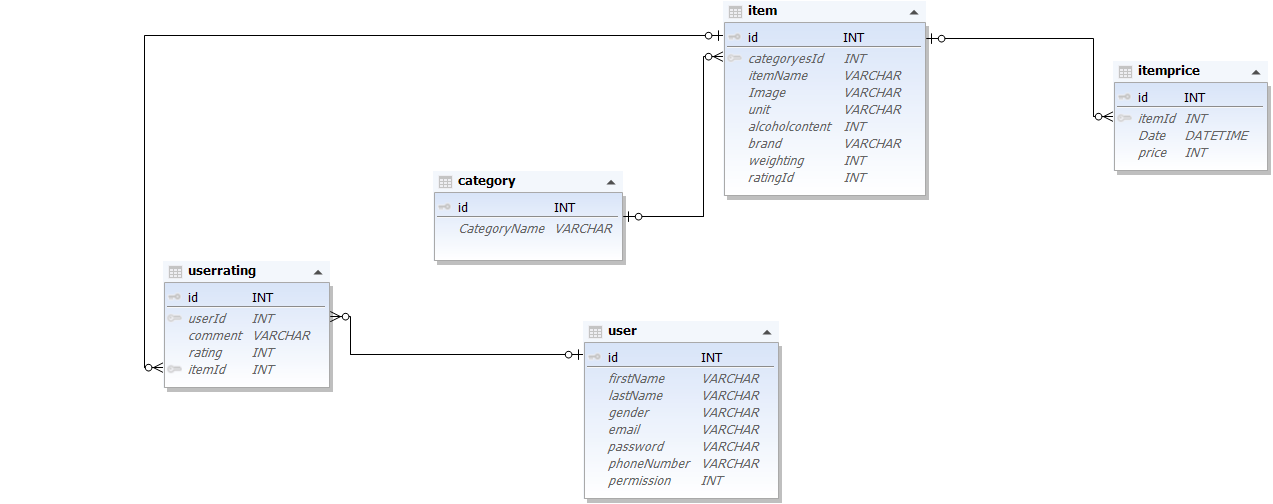 item
id INT
categoryesId INT
itemName VARCHAR
Image VARCHAR
unit VARCHAR
alcoholcontent INT
brand VARCHAR
weighting INT
ratingId INT
itemprice
id INT
itemId INT
Date DATETIME
price INT
category
id INT
CategoryName VARCHAR
userrating
id INT
userId INT
comment VARCHAR
rating INT
itemId INT
user
id INT
firstName VARCHAR
lastName VARCHAR
gender VARCHAR
email VARCHAR
password VARCHAR
phoneNumber VARCHAR
permission INT